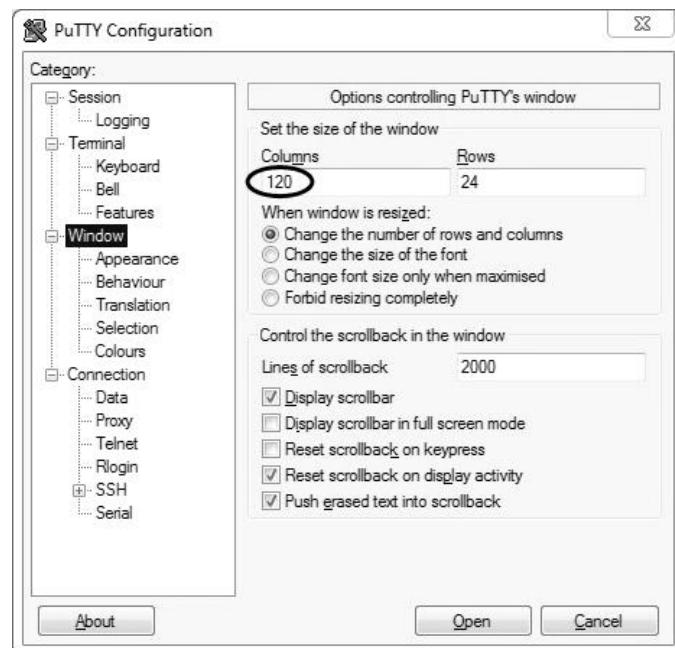 PuTTY Configuration
Category:
Session
Logging
Terminal
Keyboard
Bell
Features
Window
Appearance
Behaviour
Translation
Selection
Colours
Connection
Data
Proxy
Telnet
Rlogin
SSH
Serial
Options controlling PuTTY's window
Set the size of the window
Columns Rows
120 24
When window is resized:
Change the number of rows and columns
Change the size of the font
Change font size only when maximised
Forbid resizing completely
Control the scrollback in the window
Lines of scrollback 2000
Display scrollbar
Display scrollbar in full screen mode
Reset scrollback on keypress
Reset scrollback on display activity
Push erased text into scrollback
About Open Cancel